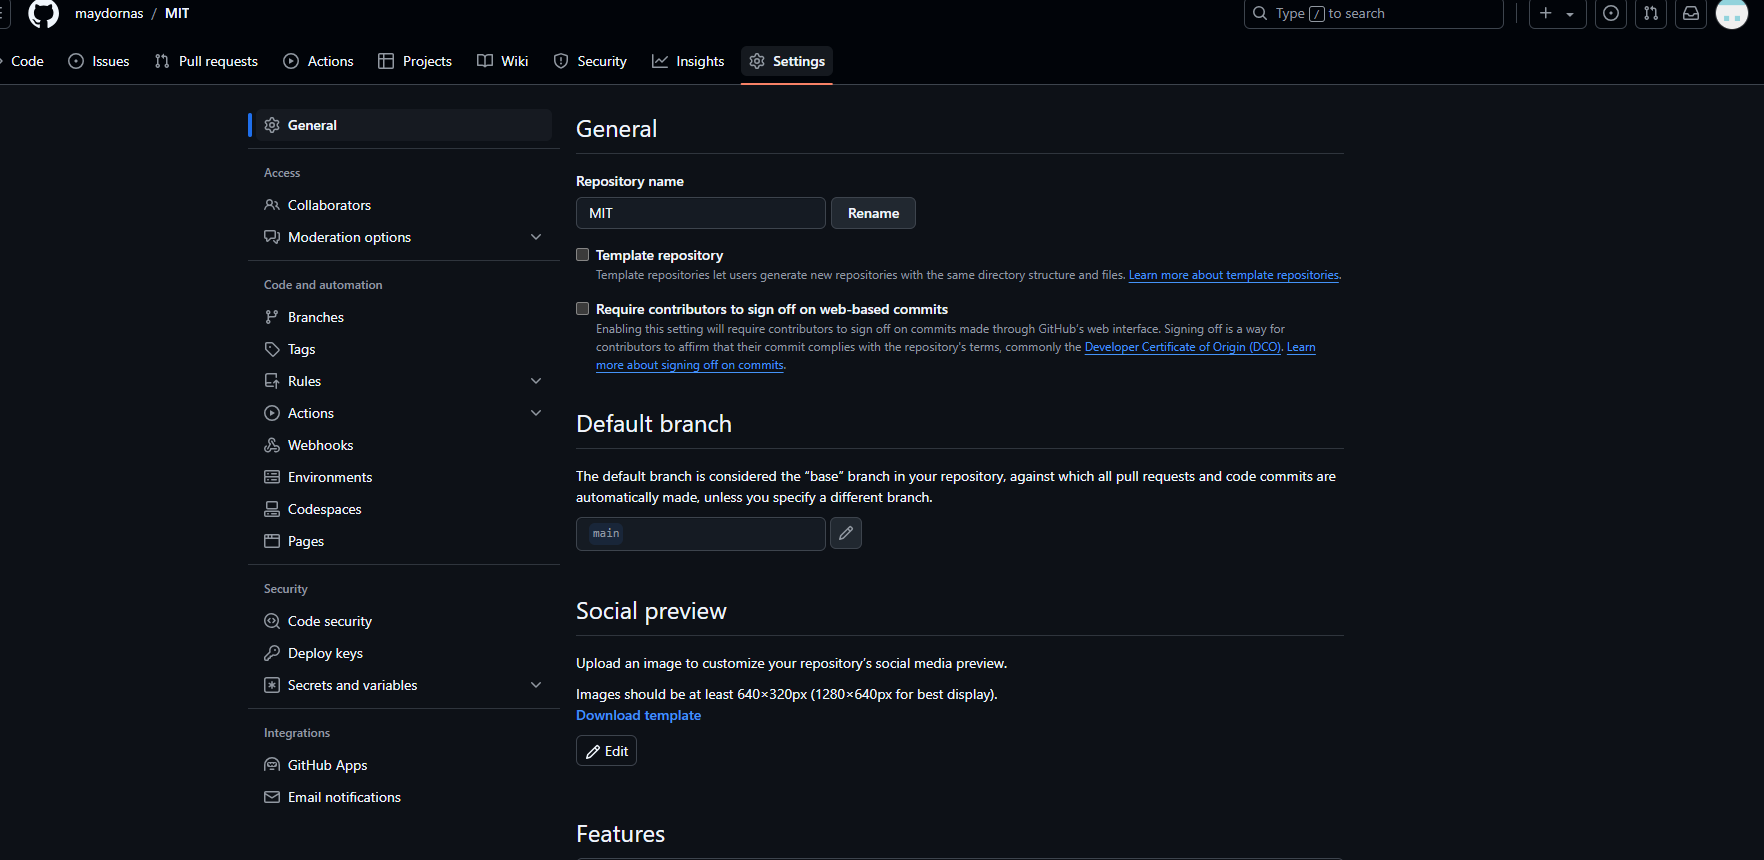 maydornas / MIT
Type / to search
Code
Issues
Pull requests
Actions
Projects
Wiki
Security
Insights
Settings
General
Access
Collaborators
Moderation options
Code and automation
Branches
Tags
Rules
Actions
Webhooks
Environments
Codespaces
Pages
Security
Code security
Deploy keys
Secrets and variables
Integrations
GitHub Apps
Email notifications
General
Repository name
MIT
Rename
Template repository
Template repositories let users generate new repositories with the same directory structure and files. Learn more about template repositories.
Require contributors to sign off on web-based commits
Enabling this setting will require contributors to sign off on commits made through GitHub's web interface. Signing off is a way for
contributors to affirm that their commit complies with the repository's terms, commonly the Developer Certificate of Origin (DCO). Learn
more about signing off on commits.
Default branch
The default branch is considered the “base” branch in your repository, against which all pull requests and code commits are
automatically made, unless you specify a different branch.
main
Social preview
Upload an image to customize your repository's social media preview.
Images should be at least 640×320px (1280×640px for best display).
Download template
Edit
Features